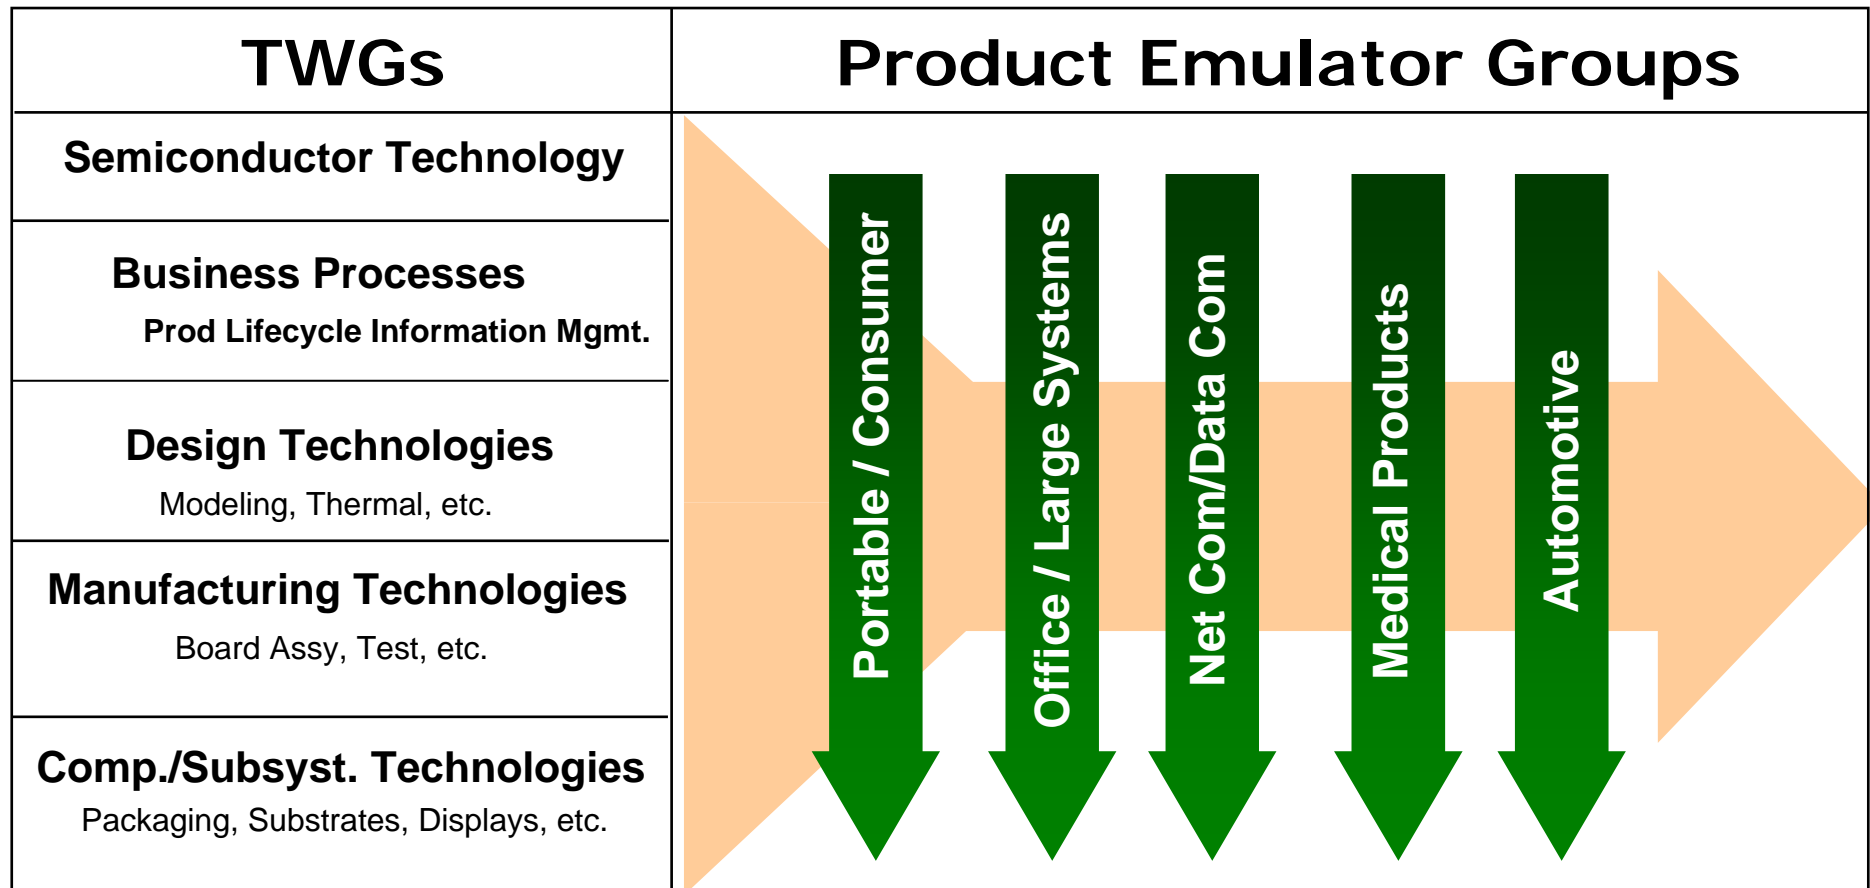 TWGs
Product Emulator Groups
Semiconductor Technology
Business Processes
Prod Lifecycle Information Mgmt.
Design Technologies
Modeling, Thermal, etc.
Manufacturing Technologies
Board Assy, Test, etc.
Comp./Subsyst. Technologies
Packaging, Substrates, Displays, etc.
Portable / Consumer
Office / Large Systems
Net Com/Data Com
Medical Products
Automotive